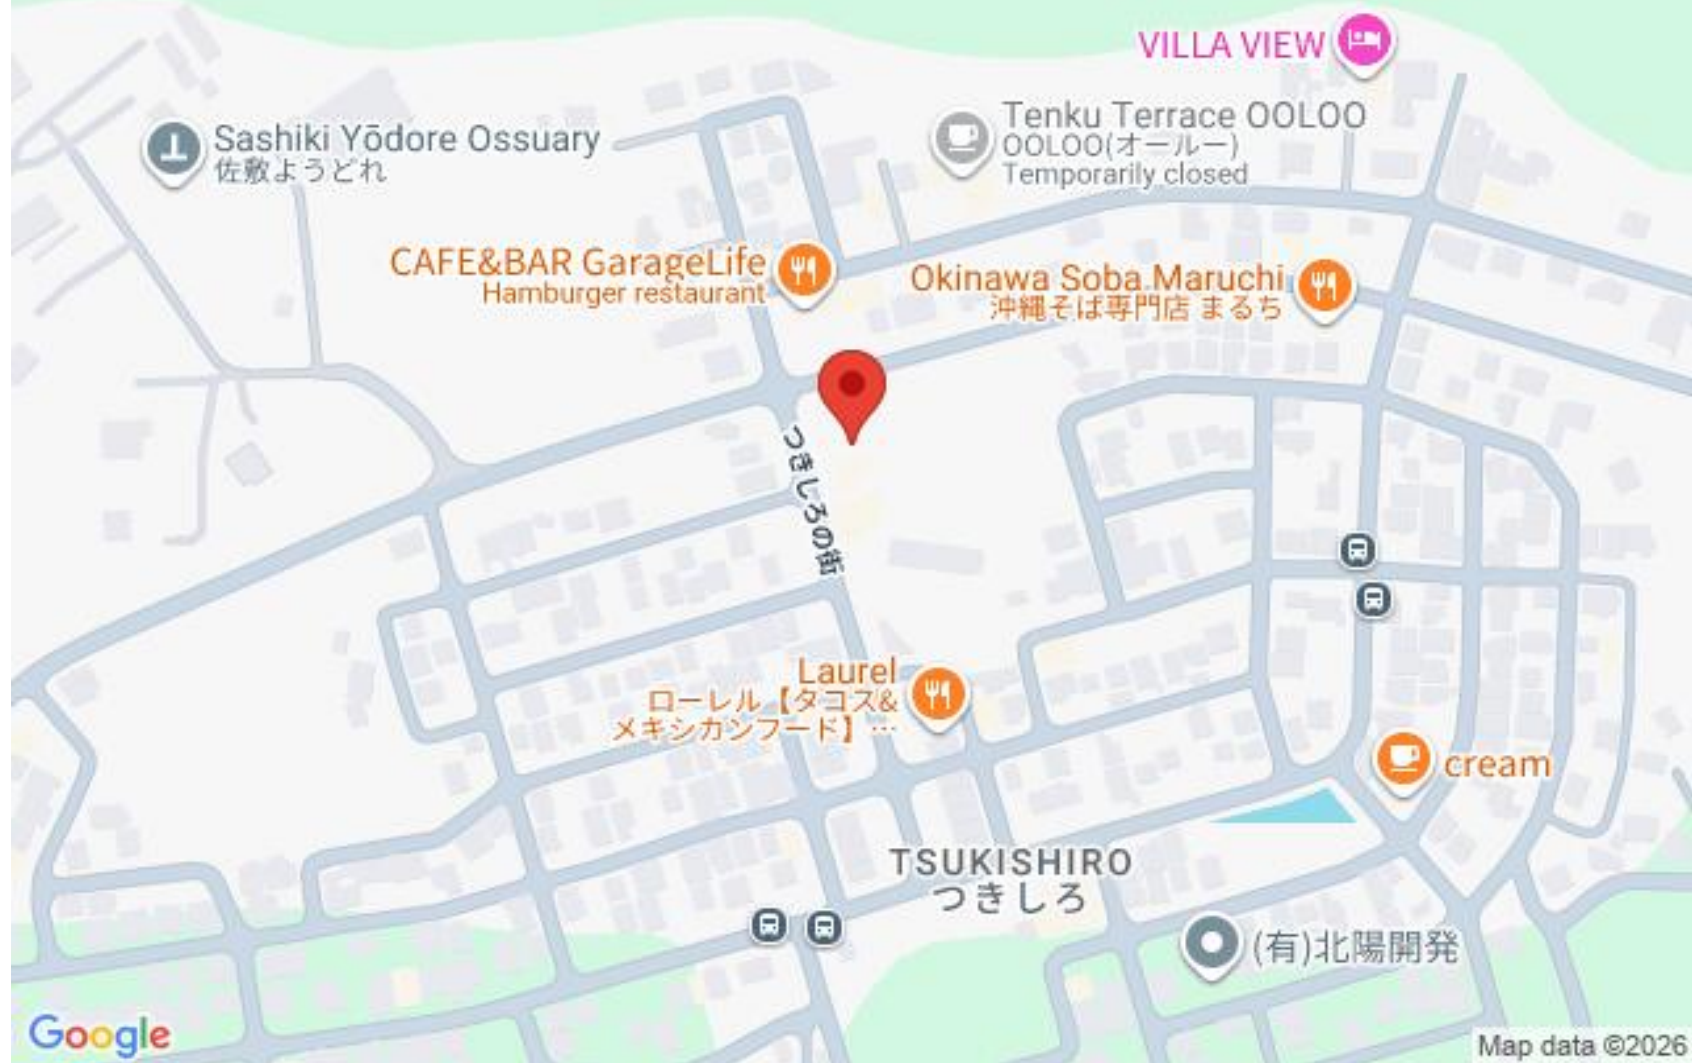 VILLA VIEW
Tenku Terrace OOLOO
OOLOO(オールー)
Temporarily closed
Sashiki Yōdore Ossuary
佐敷ようどれ
CAFE&BAR GarageLife
Hamburger restaurant
Okinawa Soba Maruchi
沖縄そば専門店 まるち
つきしろの街
Laurel
ローレル【タコス&
メキシカンフード】…
cream
TSUKISHIRO
つきしろ
(有)北陽開発
Google
Map data ©2026